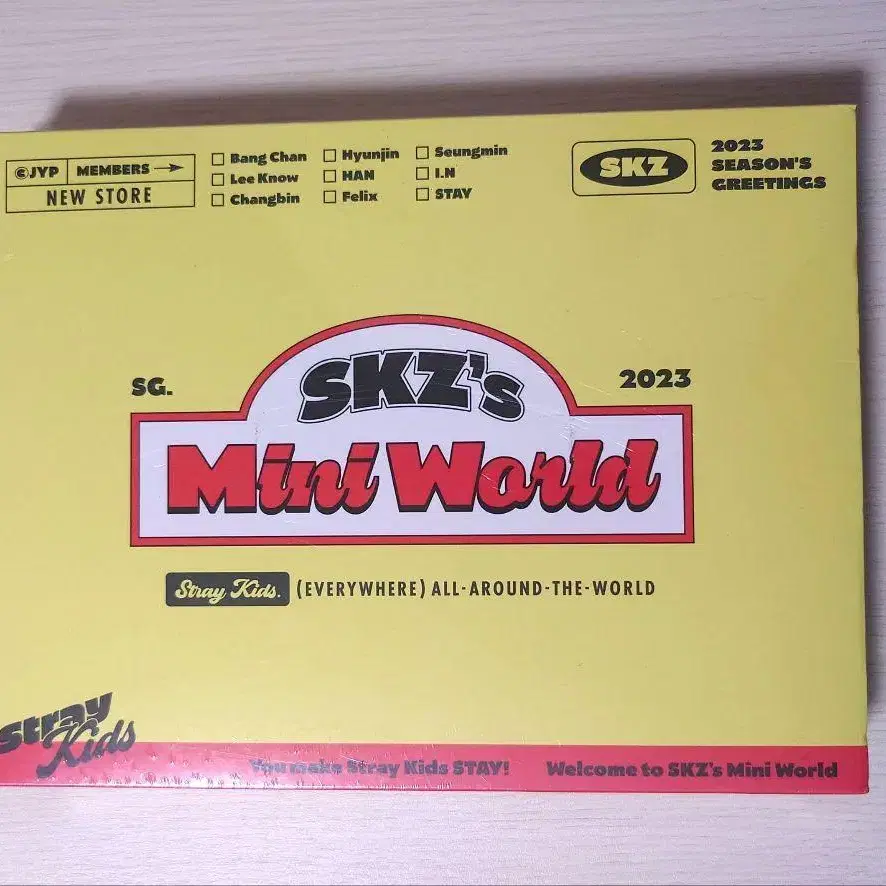 ©JYP MEMBERS
NEW STORE
Bang Chan
Lee Know
Changbin
Hyunjin
HAN
Felix
Seungmin
I.N
STAY
SKZ
2023
SEASON'S
GREETINGS
SG.
2023
SKZ's
Mini World
Stray Kids. (EVERYWHERE) ALL-AROUND-THE-WORLD
Stray
Kids
You make Stray Kids STAY! Welcome to SKZ's Mini World